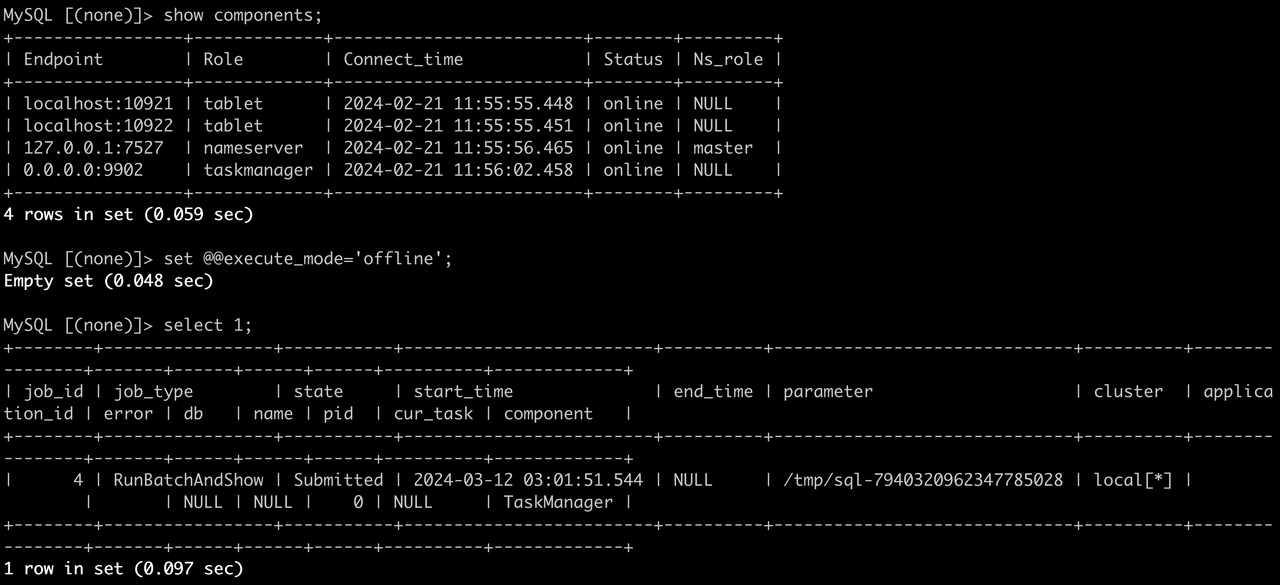 MySQL [(none)]> show components;
+-----------------+-------------+-------------------------+--------+---------+
| Endpoint        | Role        | Connect_time            | Status | Ns_role |
+-----------------+-------------+-------------------------+--------+---------+
| localhost:10921 | tablet      | 2024-02-21 11:55:55.448 | online | NULL    |
| localhost:10922 | tablet      | 2024-02-21 11:55:55.451 | online | NULL    |
| 127.0.0.1:7527  | nameserver  | 2024-02-21 11:55:56.465 | online | master  |
| 0.0.0.0:9902    | taskmanager | 2024-02-21 11:56:02.458 | online | NULL    |
+-----------------+-------------+-------------------------+--------+---------+
4 rows in set (0.059 sec)

MySQL [(none)]> set @@execute_mode='offline';
Empty set (0.048 sec)

MySQL [(none)]> select 1;
+--------+-----------------+-----------+-------------------------+----------+------------------------------+----------+--------
--------+-------+------+------+------+----------+-------------+
| job_id | job_type        | state     | start_time              | end_time | parameter                    | cluster  | applica
tion_id | error | db   | name | pid  | cur_task | component   |
+--------+-----------------+-----------+-------------------------+----------+------------------------------+----------+--------
--------+-------+------+------+------+----------+-------------+
|      4 | RunBatchAndShow | Submitted | 2024-03-12 03:01:51.544 | NULL     | /tmp/sql-7940320962347785028 | local[*] |
        |       | NULL | NULL |    0 | NULL     | TaskManager |
+--------+-----------------+-----------+-------------------------+----------+------------------------------+----------+--------
--------+-------+------+------+------+----------+-------------+
1 row in set (0.097 sec)